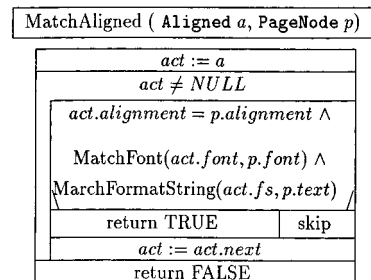 MatchAligned ( Aligned a, PageNode p)
act := a
act ≠ NULL
act.alignment = p.alignment ∧
MatchFont(act.font, p.font) ∧
MarchFormatString(act.fs, p.text)
return TRUE skip
act := act.next
return FALSE